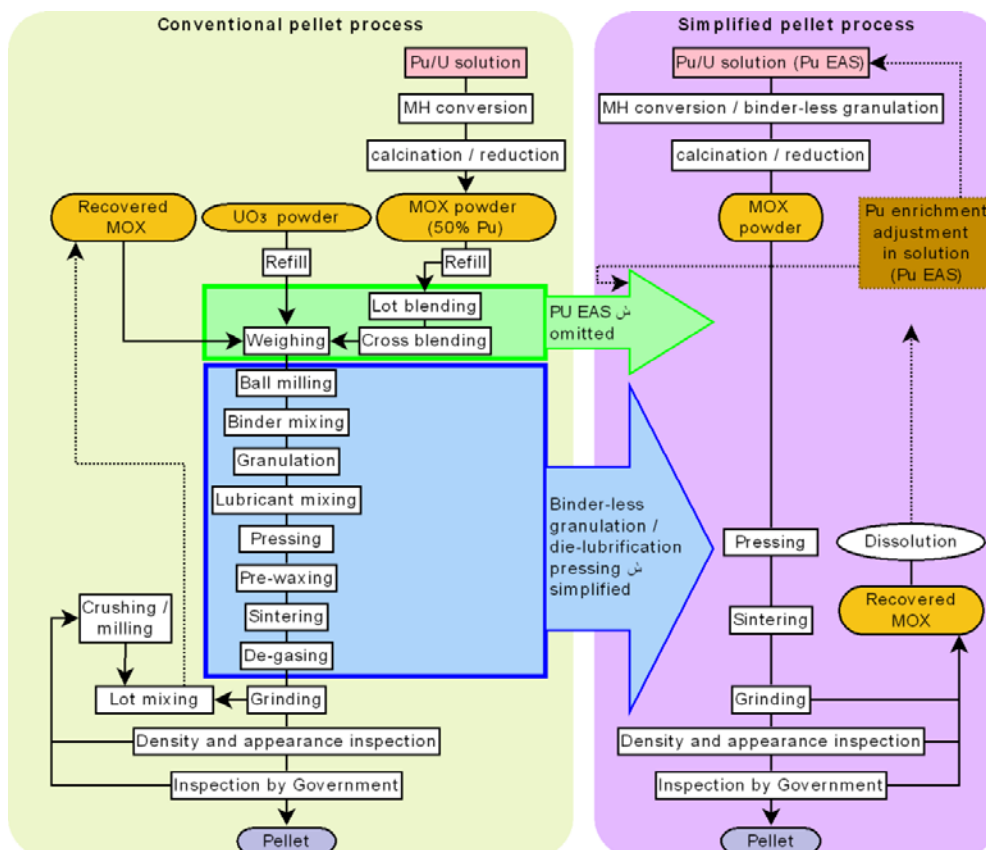 Conventional pellet process
Pu/U solution
MH conversion
calcination / reduction
Recovered
MOX
UO₃ powder
MOX powder
(50% Pu)
Refill
Refill
Lot blending
Weighing
Cross blending
Ball milling
Binder mixing
Granulation
Lubricant mixing
Pressing
Pre-waxing
Sintering
De-gasing
Crushing /
milling
Lot mixing
Grinding
Density and appearance inspection
Inspection by Government
Pellet
PU EAS ش
omitted
Binder-less
granulation /
die-lubrification
pressing ش
simplified
Simplified pellet process
Pu/U solution (Pu EAS)
MH conversion / binder-less granulation
calcination / reduction
MOX
powder
Pu enrichment
adjustment
in solution
(Pu EAS)
Pressing
Dissolution
Sintering
Recovered
MOX
Grinding
Density and appearance inspection
Inspection by Government
Pellet